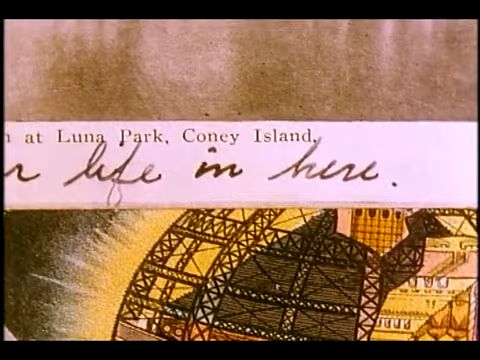 at Luna Park, Coney Island.
life in here.